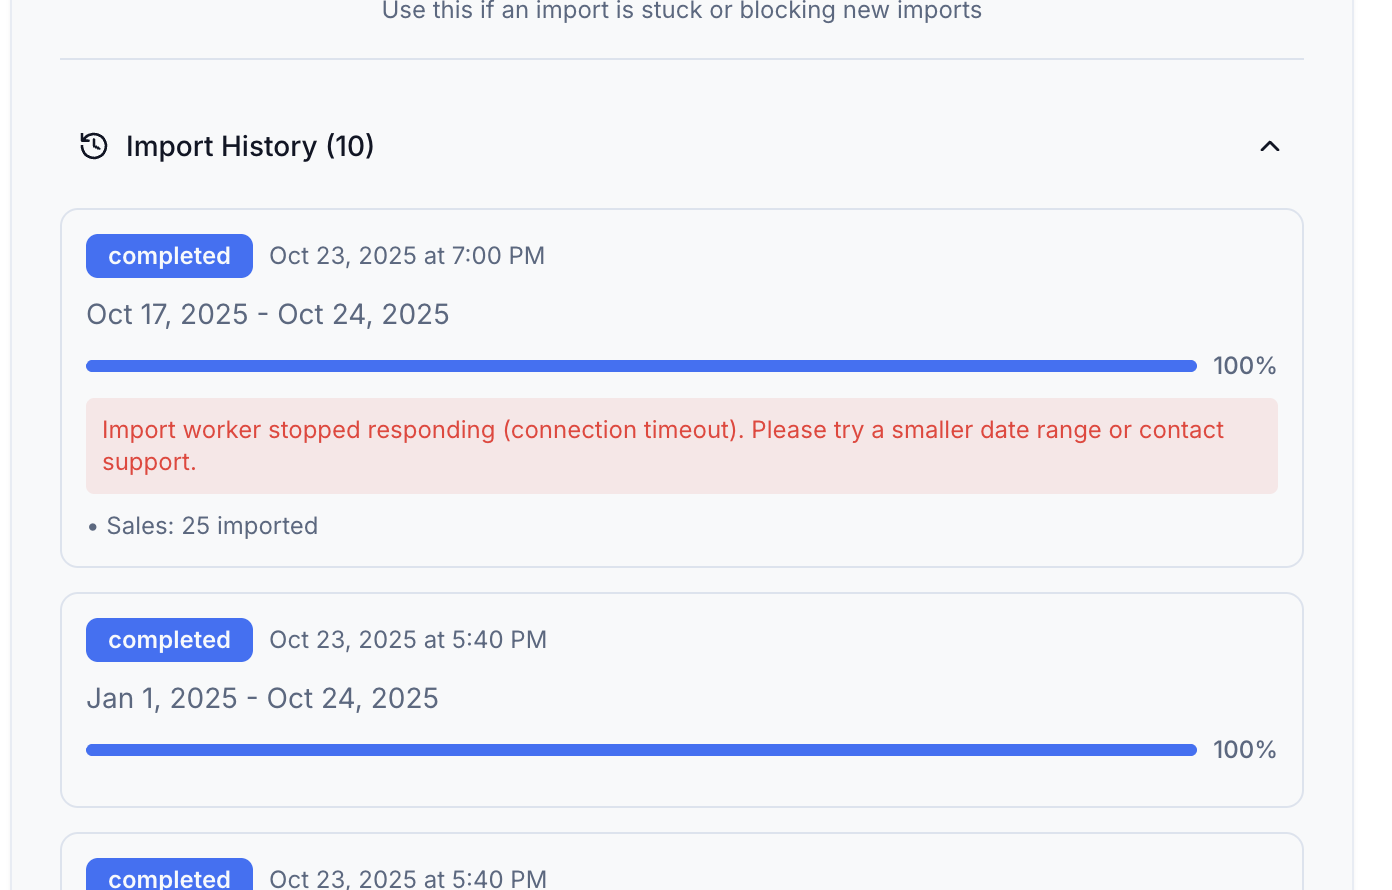 Use this if an import is stuck or blocking new imports
Import History (10)
completed Oct 23, 2025 at 7:00 PM
Oct 17, 2025 - Oct 24, 2025
100%
Import worker stopped responding (connection timeout). Please try a smaller date range or contact
support.
• Sales: 25 imported
completed Oct 23, 2025 at 5:40 PM
Jan 1, 2025 - Oct 24, 2025
100%
completed Oct 23, 2025 at 5:40 PM